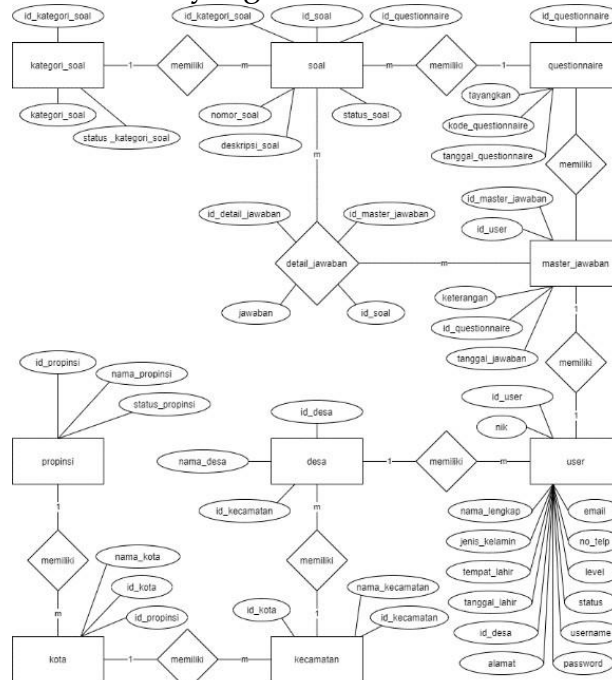 id_kategori_soal
id_kategori_soal
id_soal
id_questionnaire
id_questionnaire
kategori_soal
1
memiliki
m
soal
m
memiliki
1
questionnaire
kategori_soal
status _kategori_soal
nomor_soal
deskripsi_soal
status_soal
tayangkan
kode_questionnaire
tanggal_questionnaire
memiliki
m
id_detail_jawaban
id_master_jawaban
id_master_jawaban
id_user
detail_jawaban
m
master_jawaban
jawaban
id_soal
keterangan
id_questionnaire
tanggal_jawaban
1
memiliki
1
id_propinsi
nama_propinsi
status_propinsi
id_desa
id_user
nik
propinsi
nama_desa
desa
1
memiliki
m
user
id_kecamatan
1
memiliki
m
m
memiliki
1
nama_lengkap
email
jenis_kelamin
no_telp
tempat_lahir
level
tanggal_lahir
status
id_desa
username
alamat
password
nama_kota
id_kota
id_propinsi
id_kota
nama_kecamatan
id_kecamatan
kota
1
memiliki
m
kecamatan